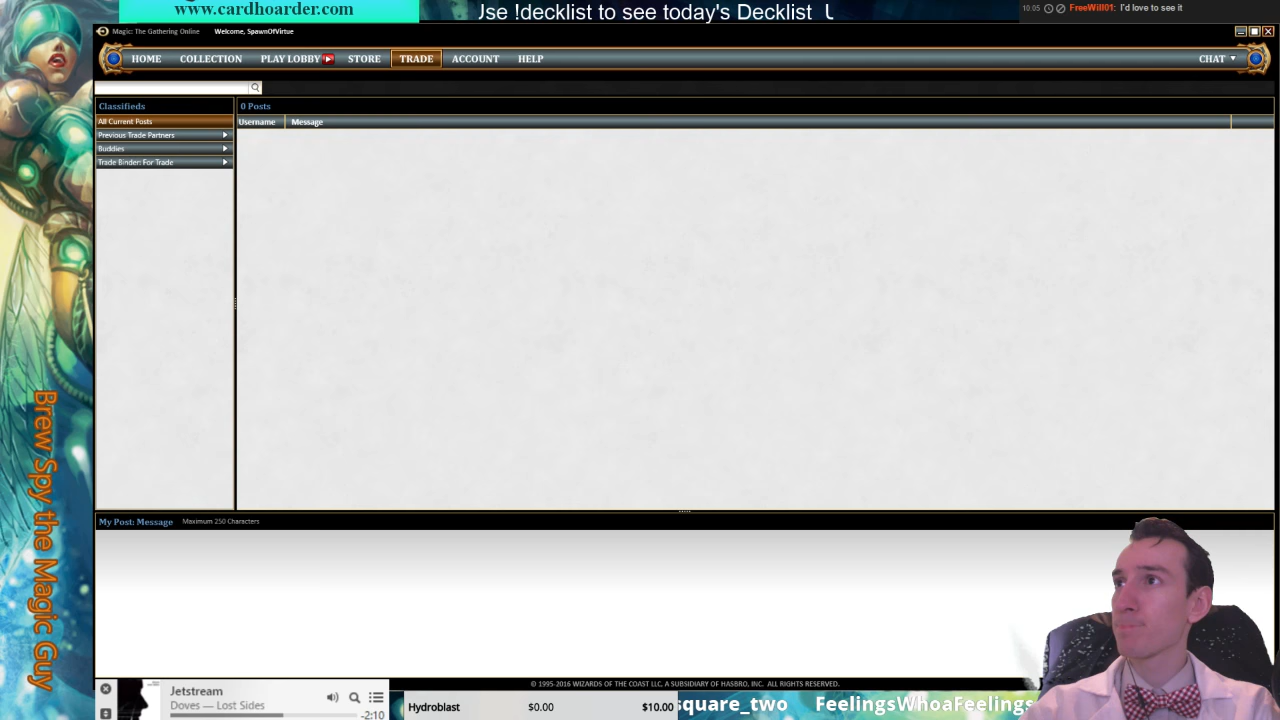 www.cardhoarder.com
Use !decklist to see today's Decklist
10:05 FreeWill01: I'd love to see it
Magic: The Gathering Online Welcome, SpawnOfVirtue
HOME COLLECTION PLAY LOBBY STORE TRADE ACCOUNT HELP CHAT
Classifieds
All Current Posts
Previous Trade Partners
Buddies
Trade Binder: For Trade
0 Posts
Username Message
My Post: Message Maximum 250 Characters
© 1995-2016 WIZARDS OF THE COAST LLC, A SUBSIDIARY OF HASBRO, INC. ALL RIGHTS RESERVED.
Jetstream
Doves — Lost Sides
-2:10
Hydroblast $0.00 $10.00
square_two FeelingsWhoaFeelings
Brew Spy the Magic Guy